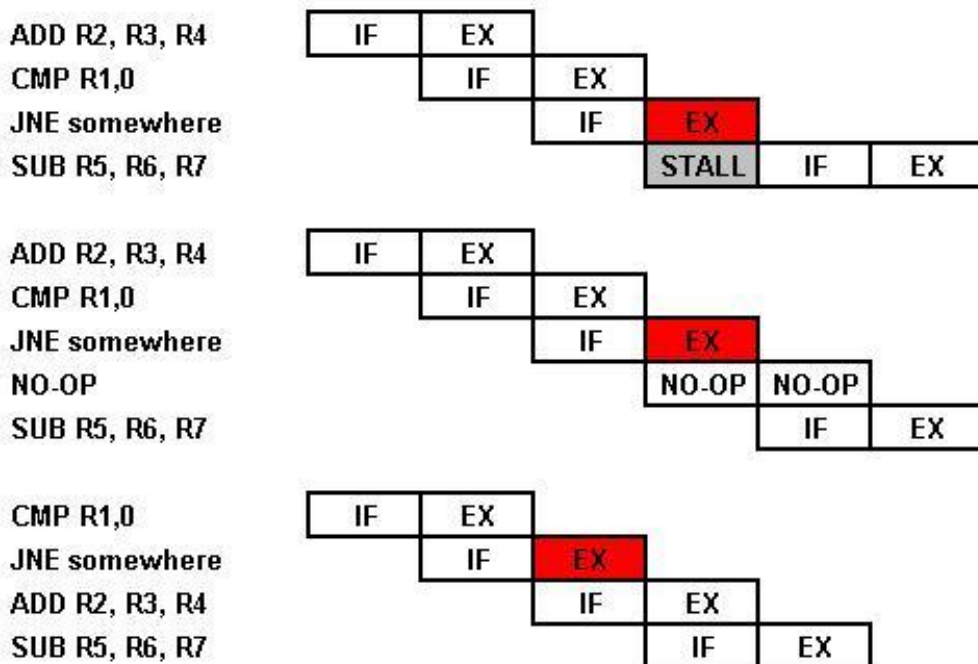 ADD R2, R3, R4 IF EX
CMP R1,0 IF EX
JNE somewhere IF EX
SUB R5, R6, R7 STALL IF EX
ADD R2, R3, R4 IF EX
CMP R1,0 IF EX
JNE somewhere IF EX
NO-OP NO-OP NO-OP
SUB R5, R6, R7 IF EX
CMP R1,0 IF EX
JNE somewhere IF EX
ADD R2, R3, R4 IF EX
SUB R5, R6, R7 IF EX